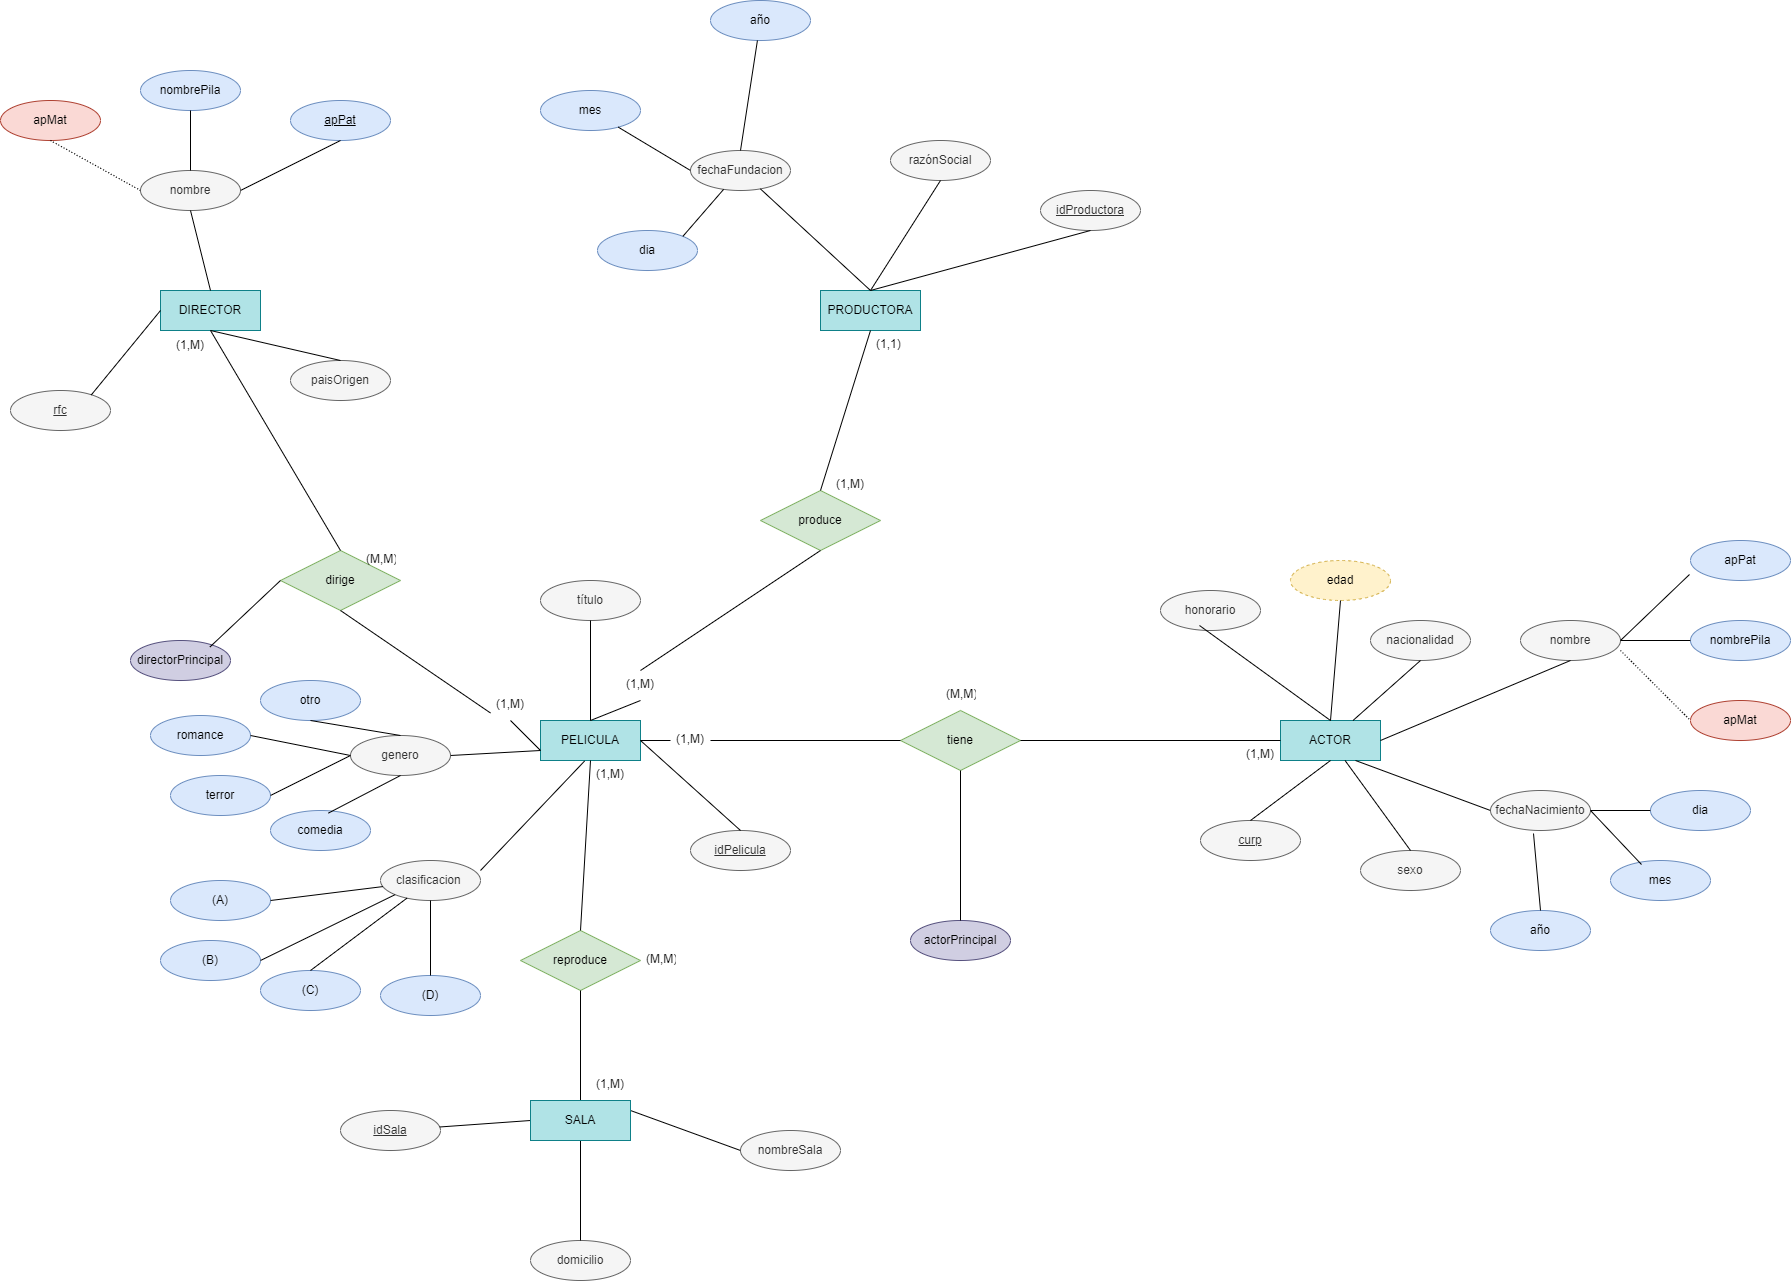 año
nombrePila
mes
apMat
apPat
razónSocial
fechaFundacion
nombre
idProductora
dia
DIRECTOR
PRODUCTORA
(1,M)
(1,1)
paisOrigen
rfc
(1,M)
produce
(M,M)
apPat
dirige
edad
título
honorario
nombre
nombrePila
nacionalidad
directorPrincipal
(1,M)
(M,M)
otro
(1,M)
apMat
romance
PELICULA
(1,M)
tiene
ACTOR
genero
(1,M)
(1,M)
terror
fechaNacimiento
dia
comedia
curp
idPelicula
sexo
clasificacion
mes
(A)
año
actorPrincipal
(B)
reproduce
(M,M)
(C)
(D)
(1,M)
SALA
idSala
nombreSala
domicilio